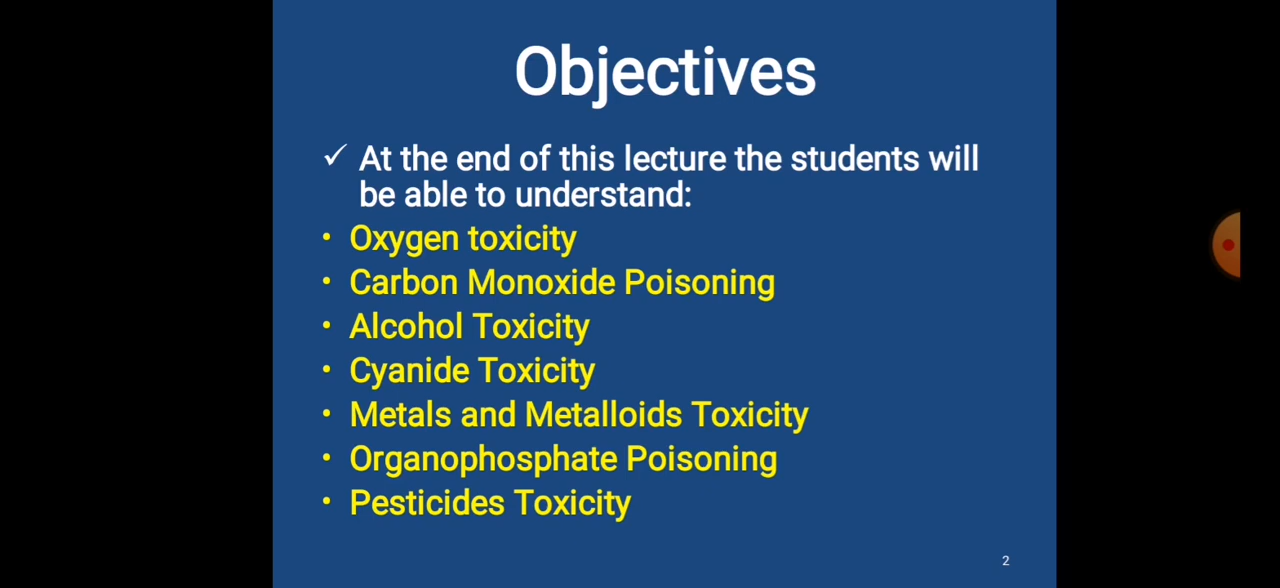 Objectives
✓ At the end of this lecture the students will
be able to understand:
• Oxygen toxicity
• Carbon Monoxide Poisoning
• Alcohol Toxicity
• Cyanide Toxicity
• Metals and Metalloids Toxicity
• Organophosphate Poisoning
• Pesticides Toxicity
2